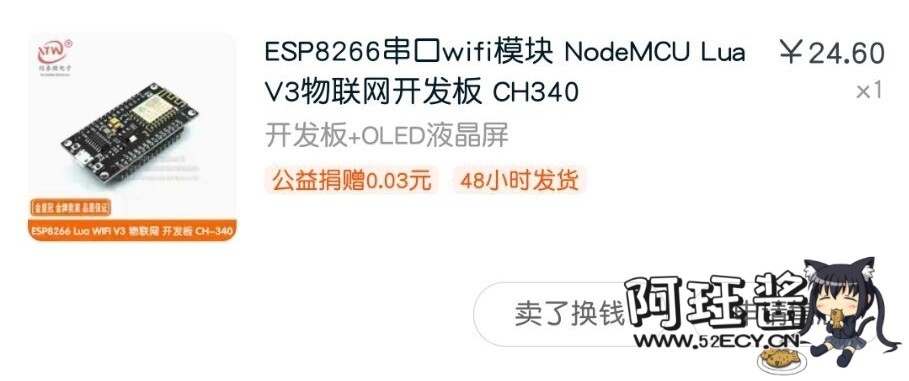 ESP8266串口wifi模块 NodeMCU Lua
V3物联网开发板 CH340
￥24.60
×1
开发板+OLED液晶屏
公益捐赠0.03元
48小时发货
ESP8266 Lua WIFI V3 物联网 开发板 CH-340
卖了换钱
阿珏酱
WWW.52ECY.CN